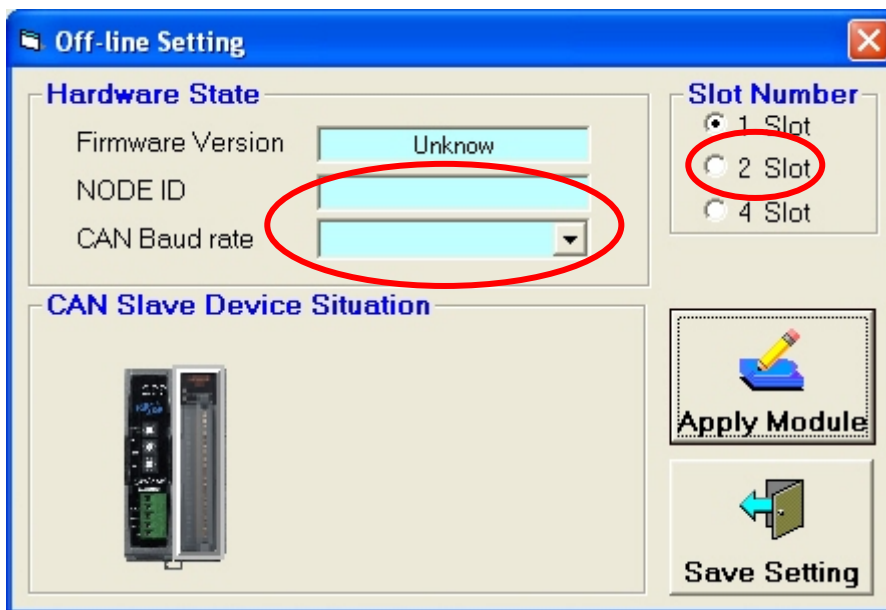 Off-line Setting
Hardware State
Firmware Version Unknow
NODE ID
CAN Baud rate
Slot Number
1 Slot
2 Slot
4 Slot
CAN Slave Device Situation
Apply Module
Save Setting